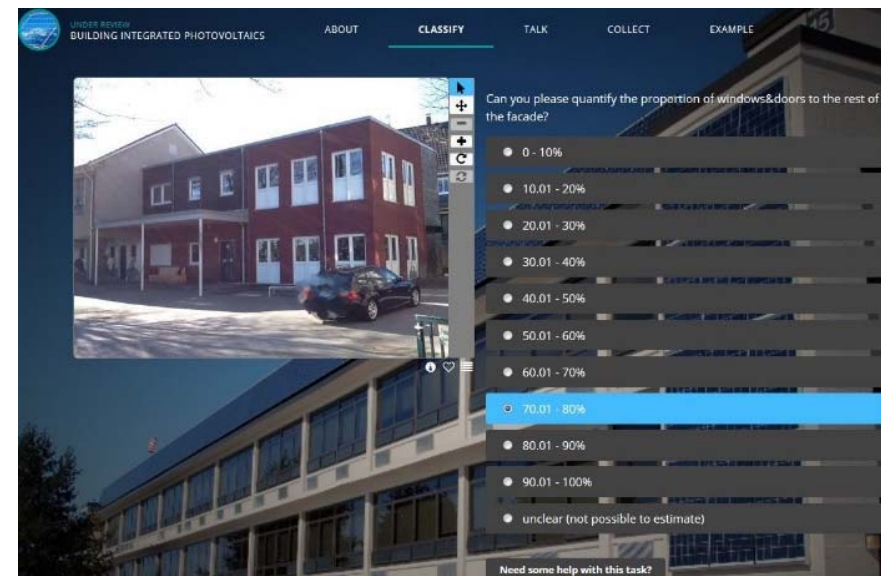 UNDER REVIEW
BUILDING INTEGRATED PHOTOVOLTAICS
ABOUT
CLASSIFY
TALK
COLLECT
EXAMPLE
Can you please quantify the proportion of windows&doors to the rest of
the facade?
0 - 10%
10.01 - 20%
20.01 - 30%
30.01 - 40%
40.01 - 50%
50.01 - 60%
60.01 - 70%
70.01 - 80%
80.01 - 90%
90.01 - 100%
unclear (not possible to estimate)
Need some help with this task?